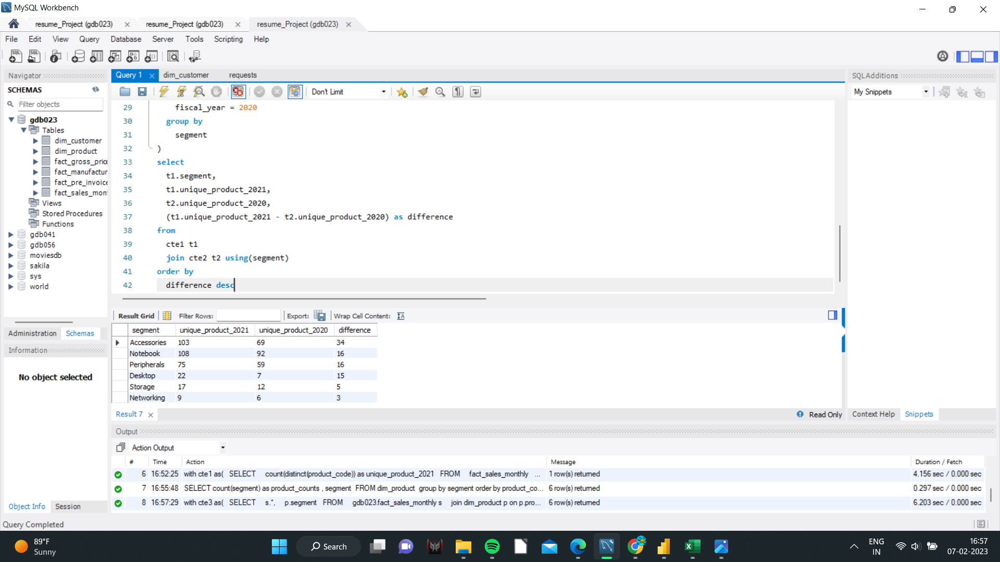 MySQL Workbench
resume_Project (gdb023)
resume_Project (gdb023)
resume_Project (gdb023)
File Edit View Query Database Server Tools Scripting Help
Navigator
SCHEMAS
Filter objects
gdb023
Tables
dim_customer
dim_product
fact_gross_price
fact_manufactur
fact_pre_invoice
fact_sales_mon
Views
Stored Procedures
Functions
gdb041
gdb056
moviesdb
sakila
sys
world
Administration Schemas
Information
No object selected
Object Info Session
Query 1 dim_customer requests
Don't Limit
29 fiscal_year = 2020
30 group by
31 segment
32 )
33 select
34 t1.segment,
35 t1.unique_product_2021,
36 t2.unique_product_2020,
37 (t1.unique_product_2021 - t2.unique_product_2020) as difference
38 from
39 cte1 t1
40 join cte2 t2 using(segment)
41 order by
42 difference desc
Result Grid Filter Rows: Export: Wrap Cell Content:
segment unique_product_2021 unique_product_2020 difference
Accessories 103 69 34
Notebook 108 92 16
Peripherals 75 59 16
Desktop 22 7 15
Storage 17 12 5
Networking 9 6 3
Result 7 Read Only
SQLAdditions
My Snippets
Context Help Snippets
Output
Action Output
# Time Action Message Duration / Fetch
6 16:52:25 with cte1 as( SELECT count(distinct(product_code)) as unique_product_2021 FROM fact_sales_monthly ... 1 row(s) returned 4.156 sec / 0.000 sec
7 16:55:48 SELECT count(segment) as product_counts , segment FROM dim_product group by segment order by product_co... 6 row(s) returned 0.297 sec / 0.000 sec
8 16:57:29 with cte3 as( SELECT s.*, p.segment FROM gdb023.fact_sales_monthly s join dim_product p on p.pro... 6 row(s) returned 6.203 sec / 0.000 sec
Query Completed
89°F
Sunny
Search
ENG
IN
16:57
07-02-2023